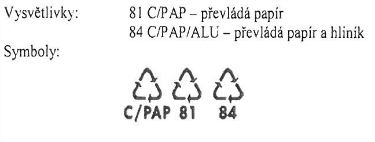 Vysvětlivky: 81 C/PAP – převládá papír
84 C/PAP/ALU – převládá papír a hliník
Symboly:
C/PAP 81 84